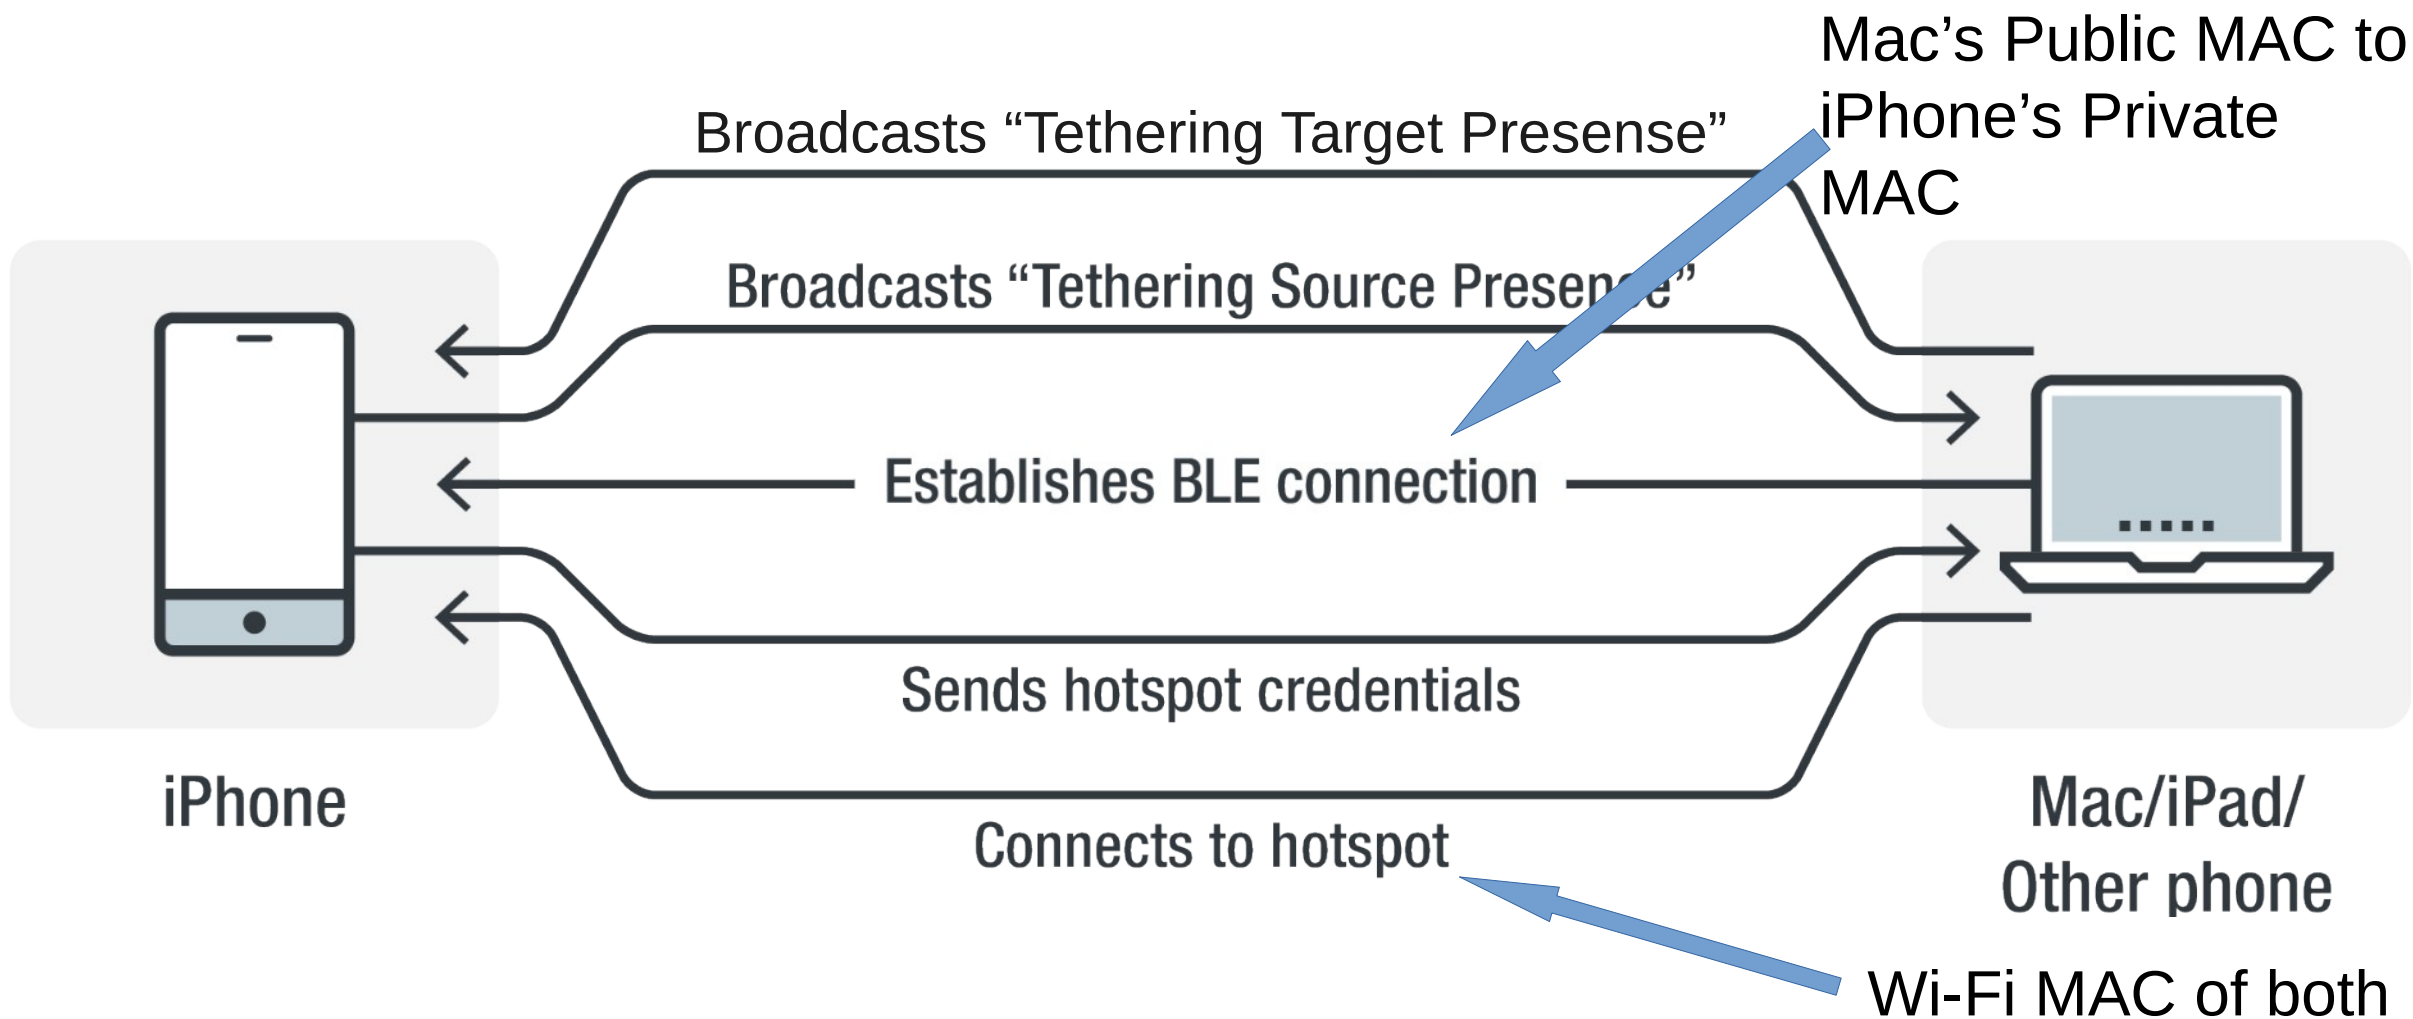 Mac’s Public MAC to
iPhone’s Private
MAC
Broadcasts “Tethering Target Presense”
Broadcasts “Tethering Source Presence”
Establishes BLE connection
Sends hotspot credentials
Connects to hotspot
iPhone
Mac/iPad/
Other phone
Wi-Fi MAC of both